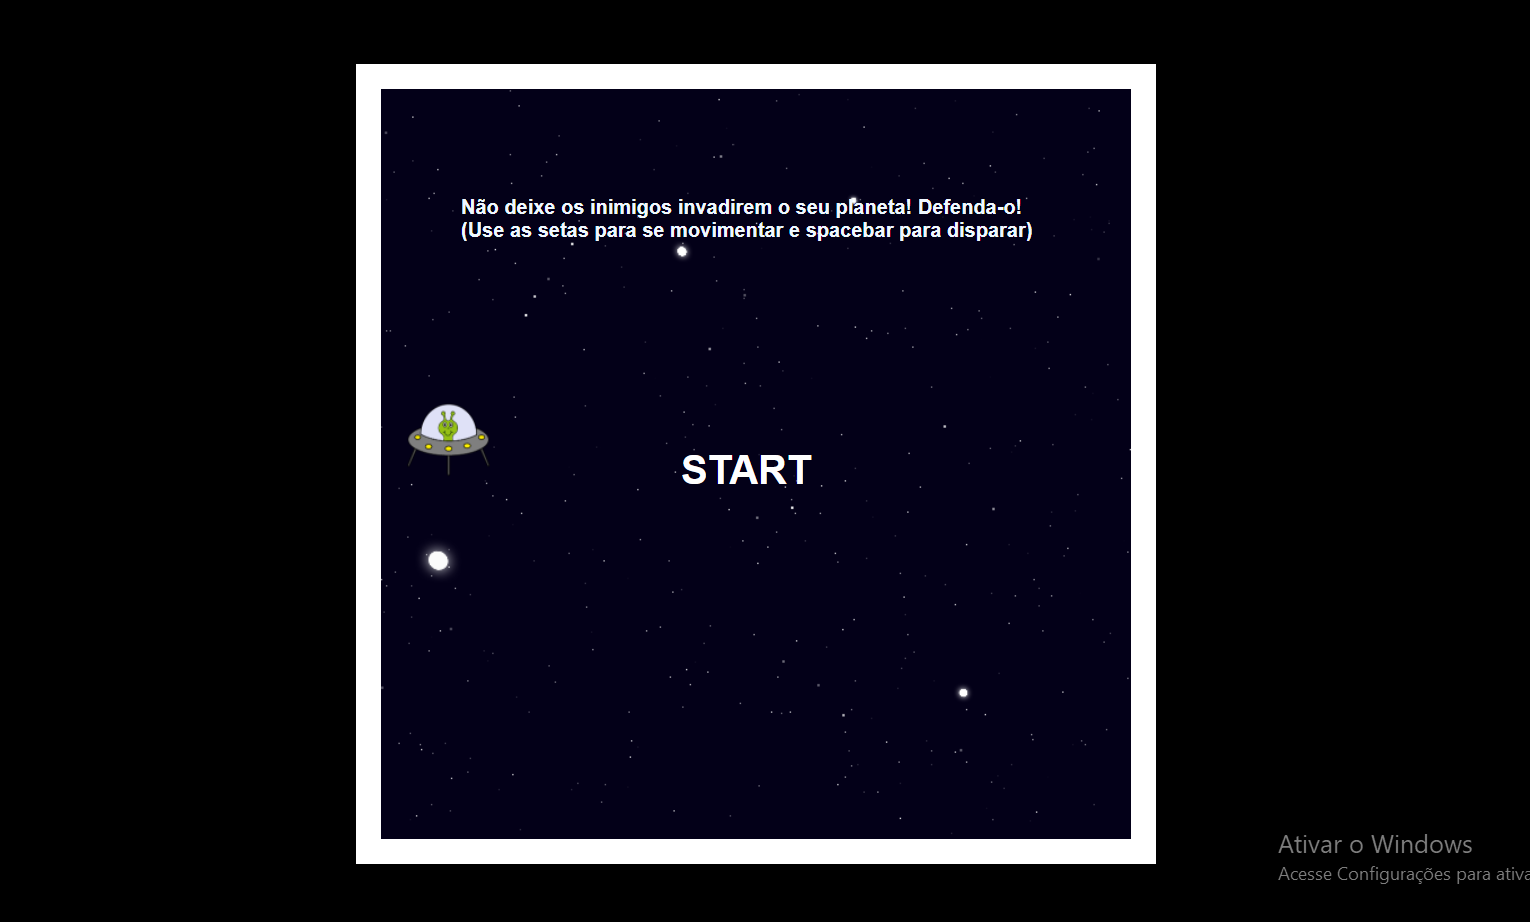 Não deixe os inimigos invadirem o seu planeta! Defenda-o!
(Use as setas para se movimentar e spacebar para disparar)
START
Ativar o Windows
Acesse Configurações para ativa